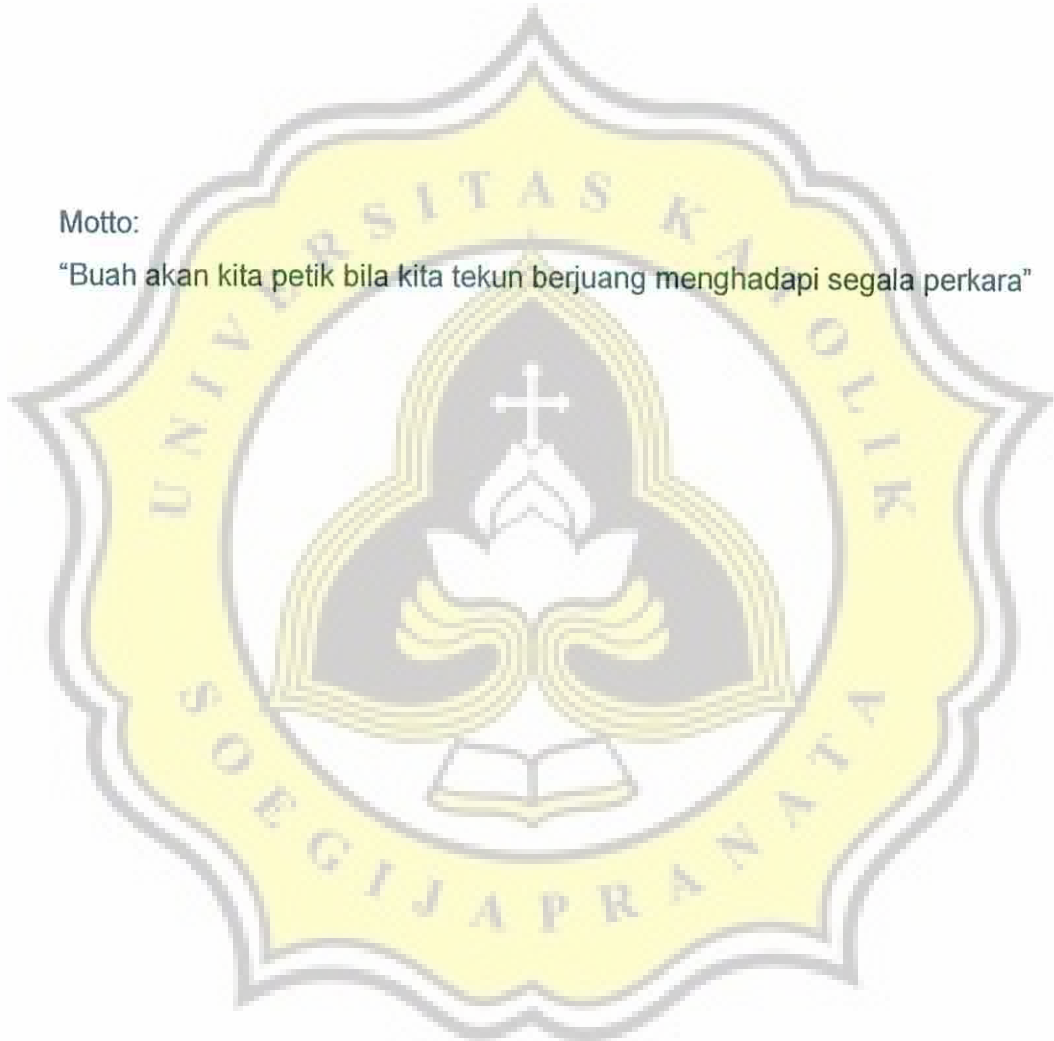 Motto:
“Buah akan kita petik bila kita tekun berjuang menghadapi segala perkara”
UNIVERSITAS KATOLIK
SOEGIJAPRANATA